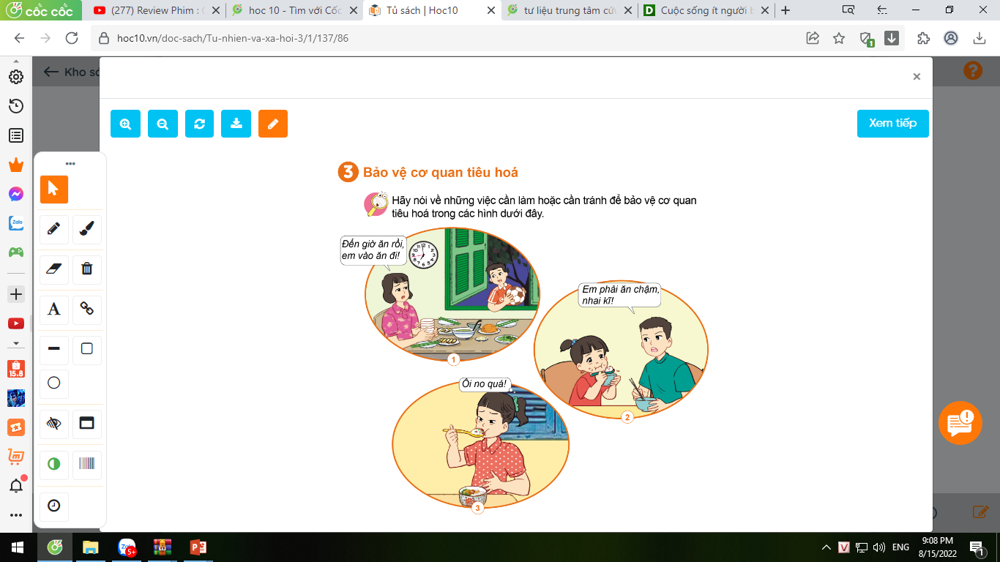 cốc cốc
(277) Review Phim : C
hoc 10 - Tìm với Cốc
Tủ sách | Hoc10
tư liệu trung tâm cứu
Cuộc sống ít người b
hoc10.vn/doc-sach/Tu-nhien-va-xa-hoi-3/1/137/86
Kho sá
Xem tiếp
3 Bảo vệ cơ quan tiêu hoá
Hãy nói về những việc cần làm hoặc cần tránh để bảo vệ cơ quan
tiêu hoá trong các hình dưới đây.
Đến giờ ăn rồi,
em vào ăn đi!
1
Em phải ăn chậm,
nhai kĩ!
2
Ôi no quá!
3
Zalo
15.8
A
5+
ENG
9:08 PM
8/15/2022
1